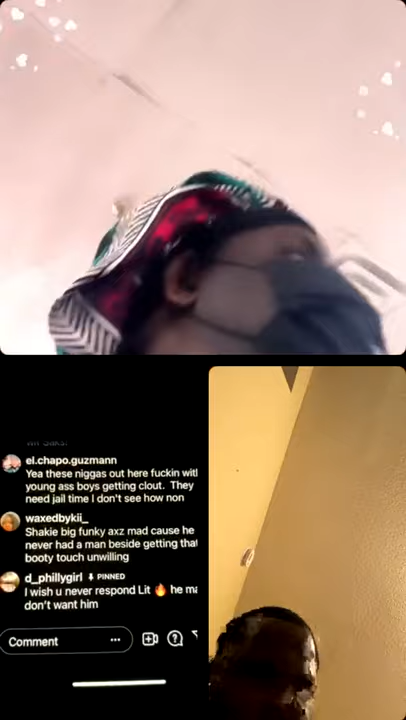 el.chapo.guzmann
Yea these niggas out here fuckin witl
young ass boys getting clout. They
need jail time I don't see how non
waxedbykii_
Shakie big funky axz mad cause he
never had a man beside getting that
booty touch unwilling
d_phillygirl PINNED
I wish u never respond Lit 🔥 he ma
don't want him
Comment